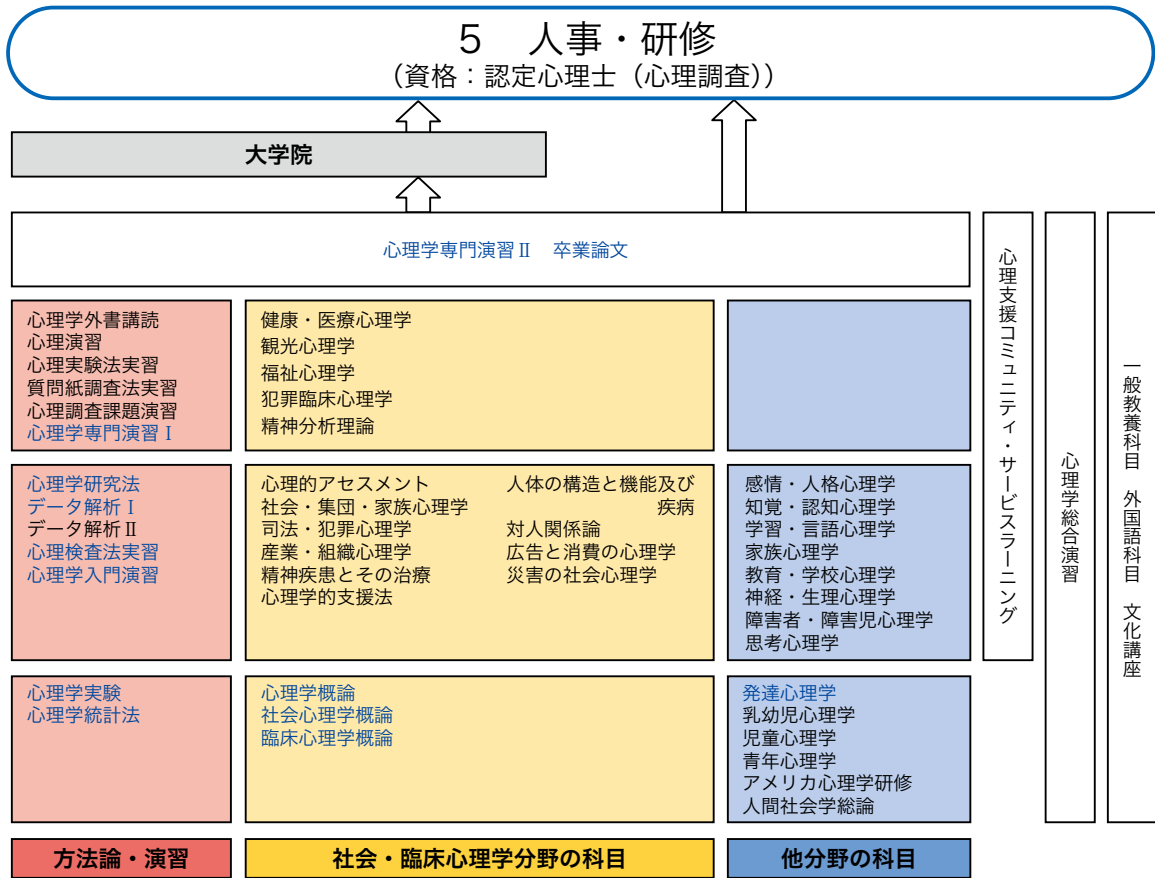 5 人事・研修
(資格:認定心理士(心理調査))
大学院
心理学専門演習Ⅱ 卒業論文
心理学外書講読
心理演習
心理実験法実習
質問紙調査法実習
心理調査課題演習
心理学専門演習Ⅰ
健康・医療心理学
観光心理学
福祉心理学
犯罪臨床心理学
精神分析理論
心理学研究法
データ解析Ⅰ
データ解析Ⅱ
心理検査法実習
心理学入門演習
心理的アセスメント
社会・集団・家族心理学
司法・犯罪心理学
産業・組織心理学
精神疾患とその治療
心理学的支援法
人体の構造と機能及び
疾病
対人関係論
広告と消費の心理学
災害の社会心理学
感情・人格心理学
知覚・認知心理学
学習・言語心理学
家族心理学
教育・学校心理学
神経・生理心理学
障害者・障害児心理学
思考心理学
心理学実験
心理学統計法
心理学概論
社会心理学概論
臨床心理学概論
発達心理学
乳幼児心理学
児童心理学
青年心理学
アメリカ心理学研修
人間社会学総論
方法論・演習
社会・臨床心理学分野の科目
他分野の科目
心理支援コミュニティ・サービスラーニング
心理学総合演習
一般教養科目 外国語科目 文化講座